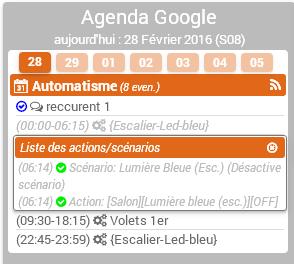 Agenda Google
aujourd'hui : 28 Février 2016 (S08)
28 29 01 02 03 04 05
Automatisme (8 even.)
reccurent 1
(00:00-06:15) {Escalier-Led-bleu}
Liste des actions/scénarios
(06:14) Scénario: Lumière Bleue (Esc.) (Désactive
scénario)
(06:14) Action: [Salon][Lumière bleue (esc.)][OFF]
(09:30-18:15) Volets 1er
(22:45-23:59) {Escalier-Led-bleu}